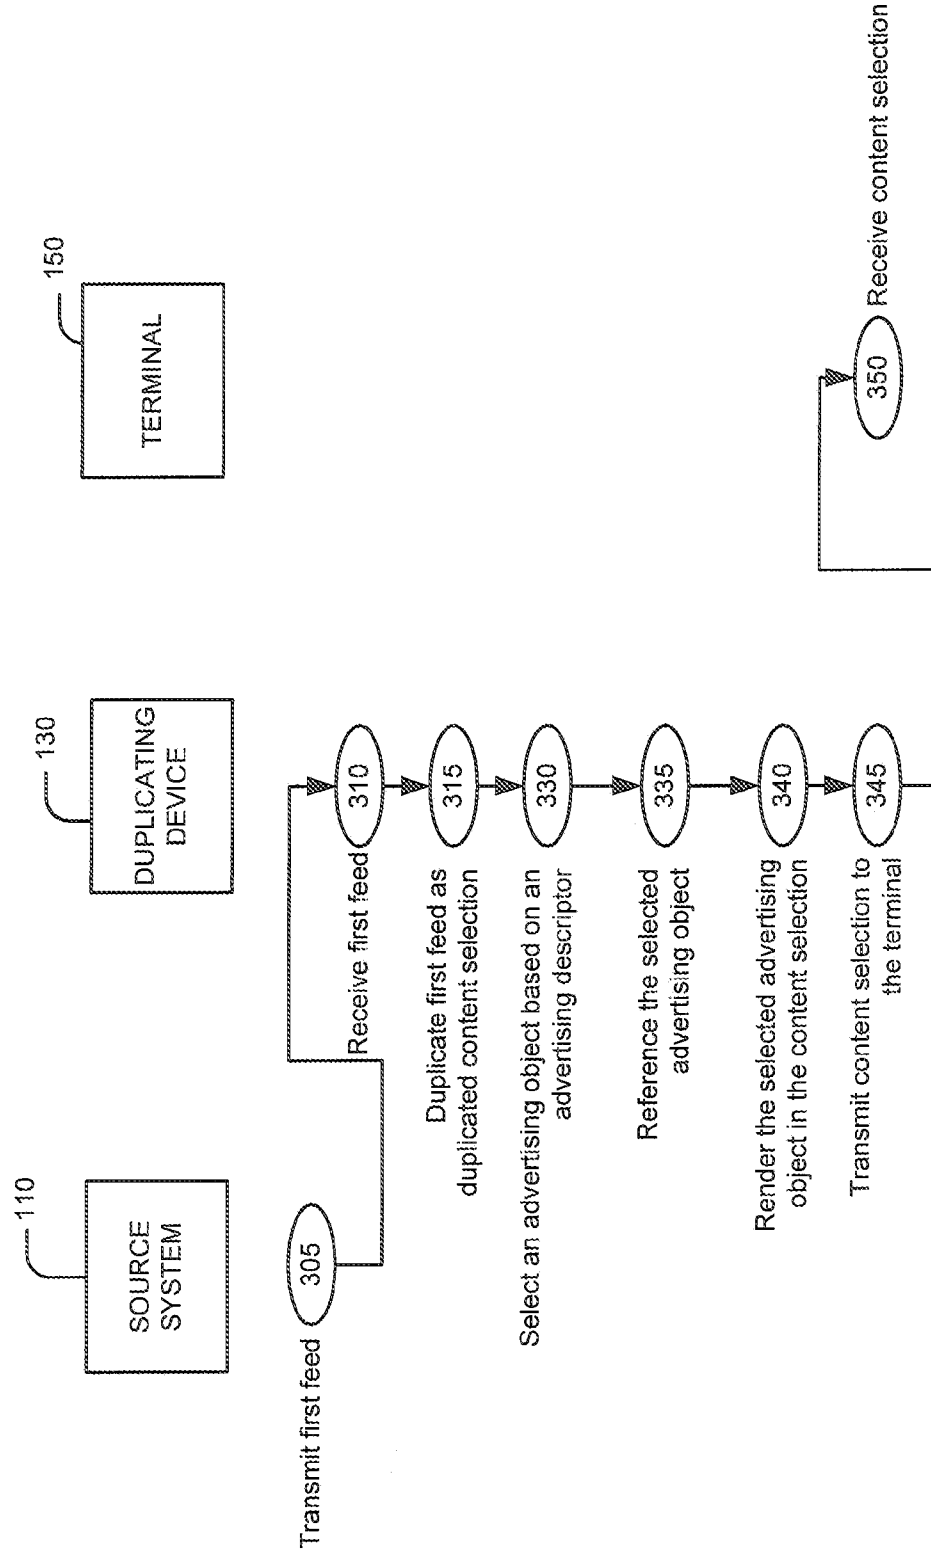 110
SOURCE
SYSTEM
130
DUPLICATING
DEVICE
150
TERMINAL
Transmit first feed
305
310
Receive first feed
315
Duplicate first feed as
duplicated content selection
330
Select an advertising object based on an
advertising descriptor
335
Reference the selected
advertising object
340
Render the selected advertising
object in the content selection
345
Transmit content selection to
the terminal
350
Receive content selection